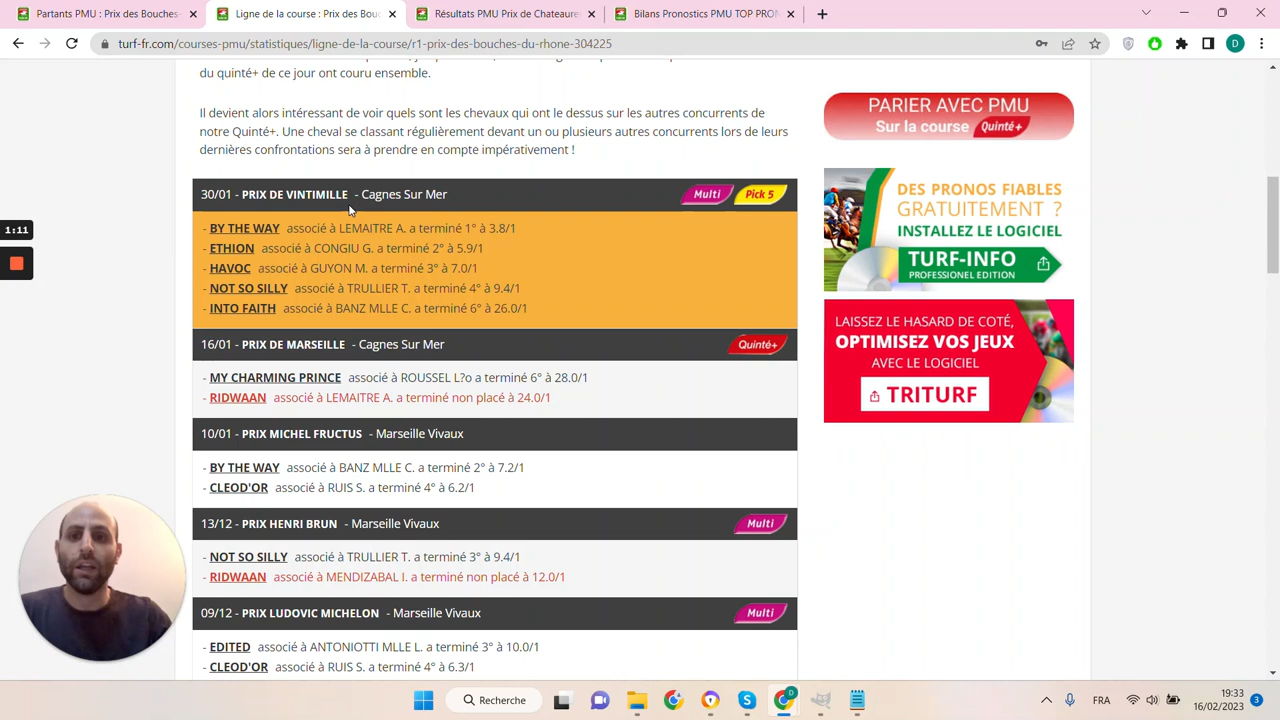 Partants PMU : Prix des Bouches-
Ligne de la course : Prix des Bou
Résultats PMU Prix de Chateaure
Bilans Pronostics PMU TOP PRON
turf-fr.com/courses-pmu/statistiques/ligne-de-la-course/r1-prix-des-bouches-du-rhone-304225
D
du quinté+ de ce jour ont couru ensemble.
Il devient alors intéressant de voir quels sont les chevaux qui ont le dessus sur les autres concurrents de
notre Quinté+. Un cheval se classant régulièrement devant un ou plusieurs autres concurrents lors de leurs
dernières confrontations sera à prendre en compte impérativement !
PARIER AVEC PMU
Sur la course Quinté+
30/01 - PRIX DE VINTIMILLE - Cagnes Sur Mer Multi Pick 5
- BY THE WAY associé à LEMAITRE A. a terminé 1° à 3.8/1
- ETHION associé à CONGIU G. a terminé 2° à 5.9/1
- HAVOC associé à GUYON M. a terminé 3° à 7.0/1
- NOT SO SILLY associé à TRULLIER T. a terminé 4° à 9.4/1
- INTO FAITH associé à BANZ MLLE C. a terminé 6° à 26.0/1
16/01 - PRIX DE MARSEILLE - Cagnes Sur Mer Quinté+
- MY CHARMING PRINCE associé à ROUSSEL L?o a terminé 6° à 28.0/1
- RIDWAAN associé à LEMAITRE A. a terminé non placé à 24.0/1
10/01 - PRIX MICHEL FRUCTUS - Marseille Vivaux
- BY THE WAY associé à BANZ MLLE C. a terminé 2° à 7.2/1
- CLEOD'OR associé à RUIS S. a terminé 4° à 6.2/1
13/12 - PRIX HENRI BRUN - Marseille Vivaux Multi
- NOT SO SILLY associé à TRULLIER T. a terminé 3° à 9.4/1
- RIDWAAN associé à MENDIZABAL I. a terminé non placé à 12.0/1
09/12 - PRIX LUDOVIC MICHELON - Marseille Vivaux Multi
- EDITED associé à ANTONIOTTI MLLE L. a terminé 3° à 10.0/1
- CLEOD'OR associé à RUIS S. a terminé 4° à 6.3/1
DES PRONOS FIABLES
GRATUITEMENT ?
INSTALLEZ LE LOGICIEL
TURF-INFO
PROFESSIONEL EDITION
LAISSEZ LE HASARD DE COTÉ,
OPTIMISEZ VOS JEUX
AVEC LE LOGICIEL
TRITURF
1:11
Recherche
D
FRA
19:33
16/02/2023
3